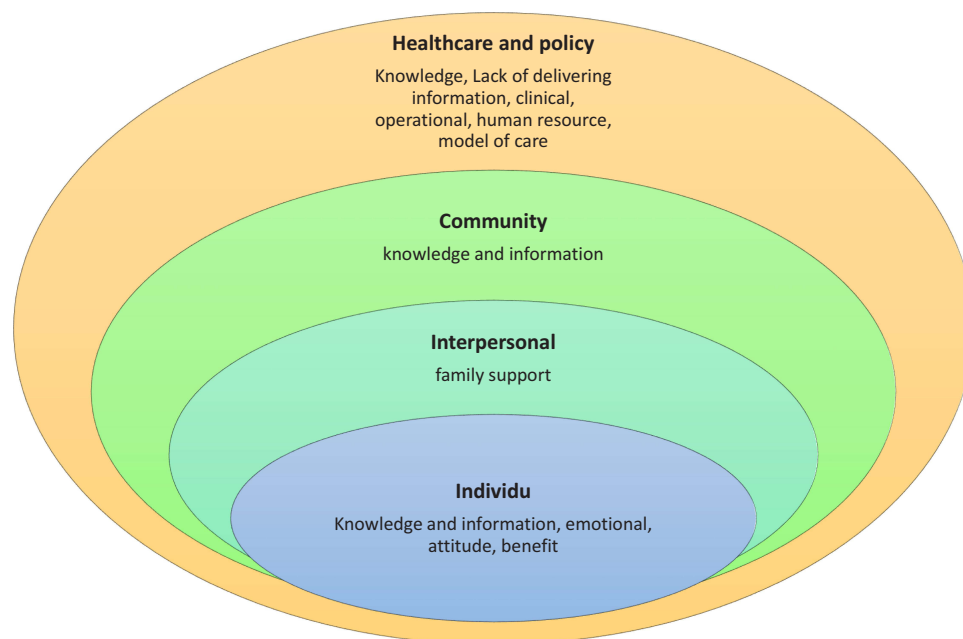 Healthcare and policy
Knowledge, Lack of delivering
information, clinical,
operational, human resource,
model of care
Community
knowledge and information
Interpersonal
family support
Individu
Knowledge and information, emotional,
attitude, benefit